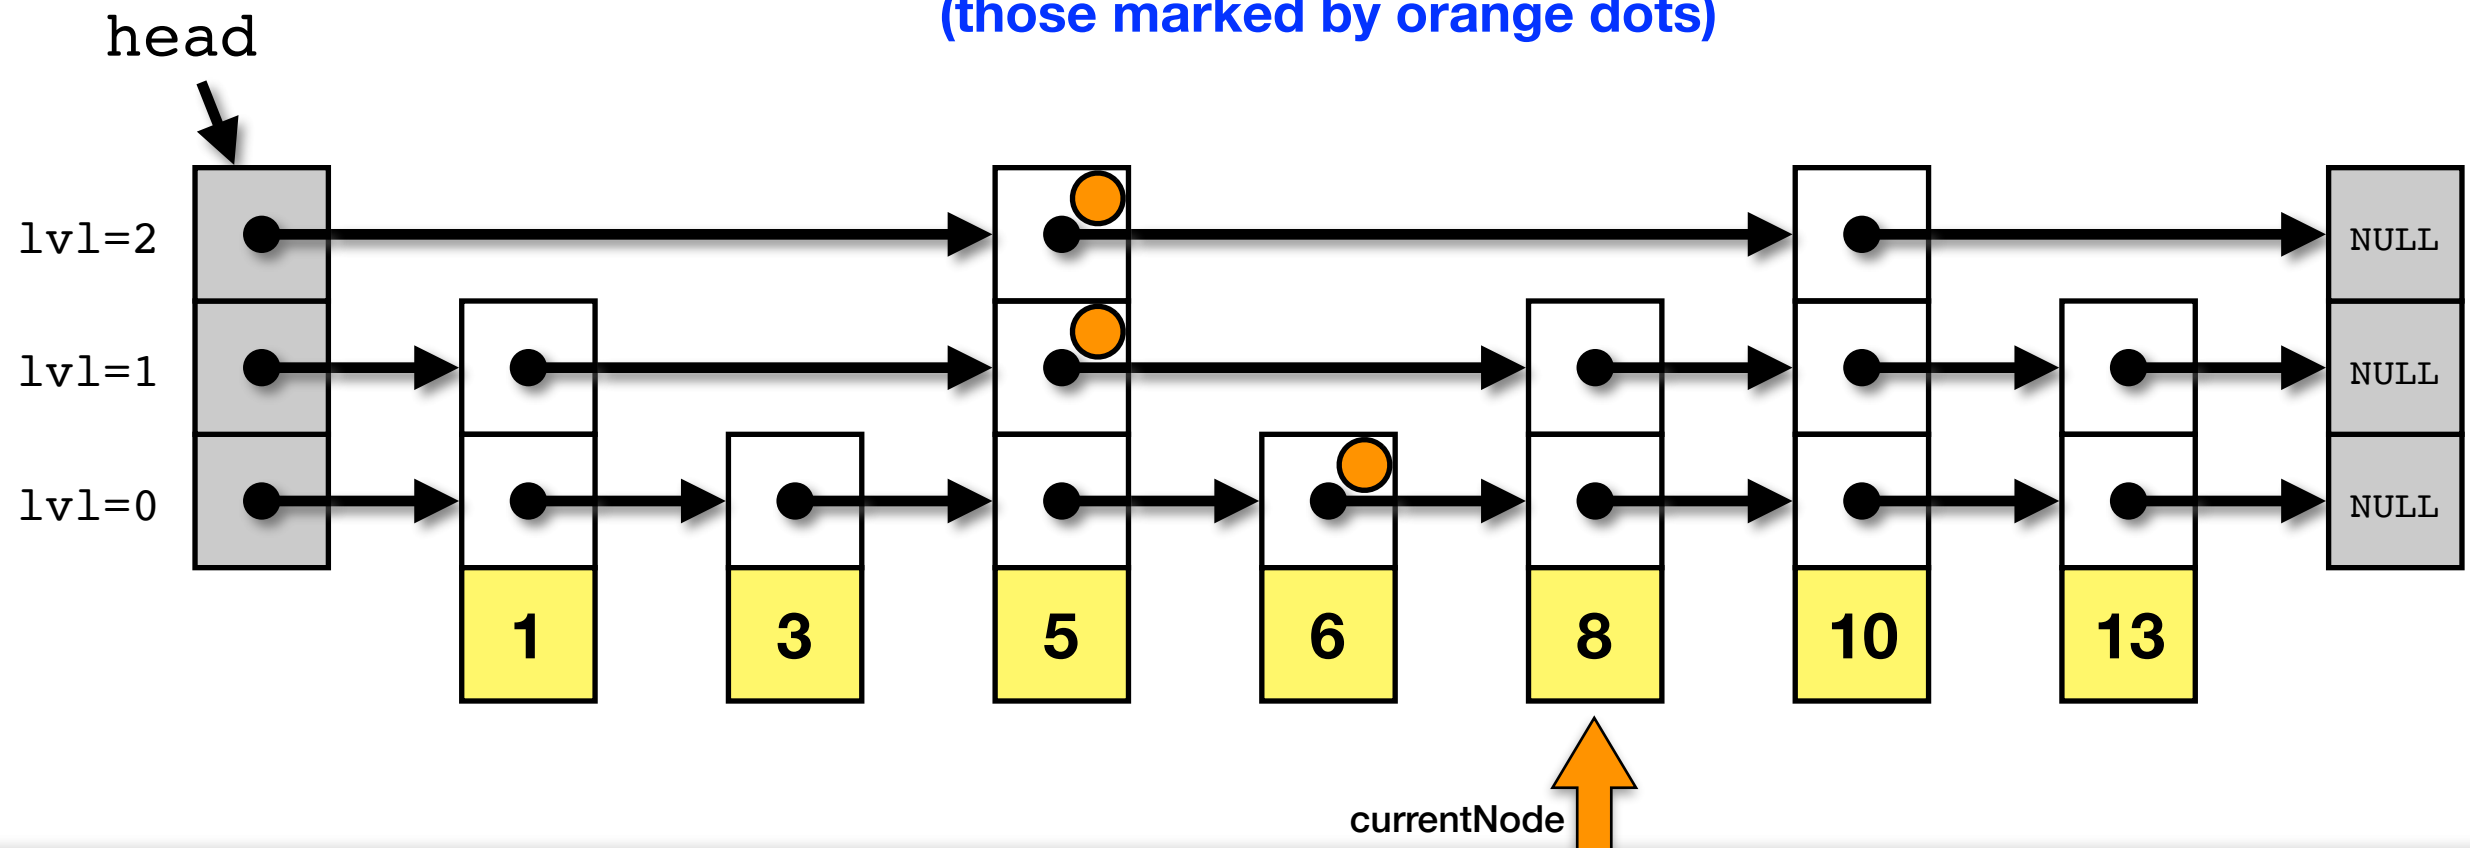 (those marked by orange dots)
head
lvl=2 NULL
lvl=1 NULL
lvl=0 NULL
1 3 5 6 8 10 13
currentNode